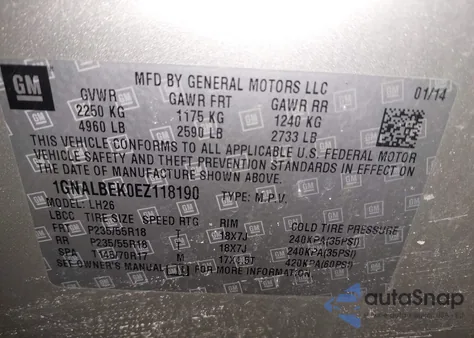 GM
MFD BY GENERAL MOTORS LLC
01/14
GVWR GAWR FRT GAWR RR
2250 KG 1175 KG 1240 KG
4960 LB 2590 LB 2733 LB
THIS VEHICLE CONFORMS TO ALL APPLICABLE U.S. FEDERAL MOTOR
VEHICLE SAFETY AND THEFT PREVENTION STANDARDS IN EFFECT ON
THE DATE OF MANUFACTURE SHOWN ABOVE.
1GNALBEK0EZ118190 TYPE: M.P.V.
MODEL: LH26
LBCC TIRE SIZE SPEED RTG RIM COLD TIRE PRESSURE
FRT P235/55R18 T 18X7J 240KPA(35PSI)
RR P235/55R18 T 18X7J 240KPA(35PSI)
SPA T145/70R17 M 17X4.5T 420KPA(60PSI)
SEE OWNER'S MANUAL FOR MORE INFORMATION
autoSnap